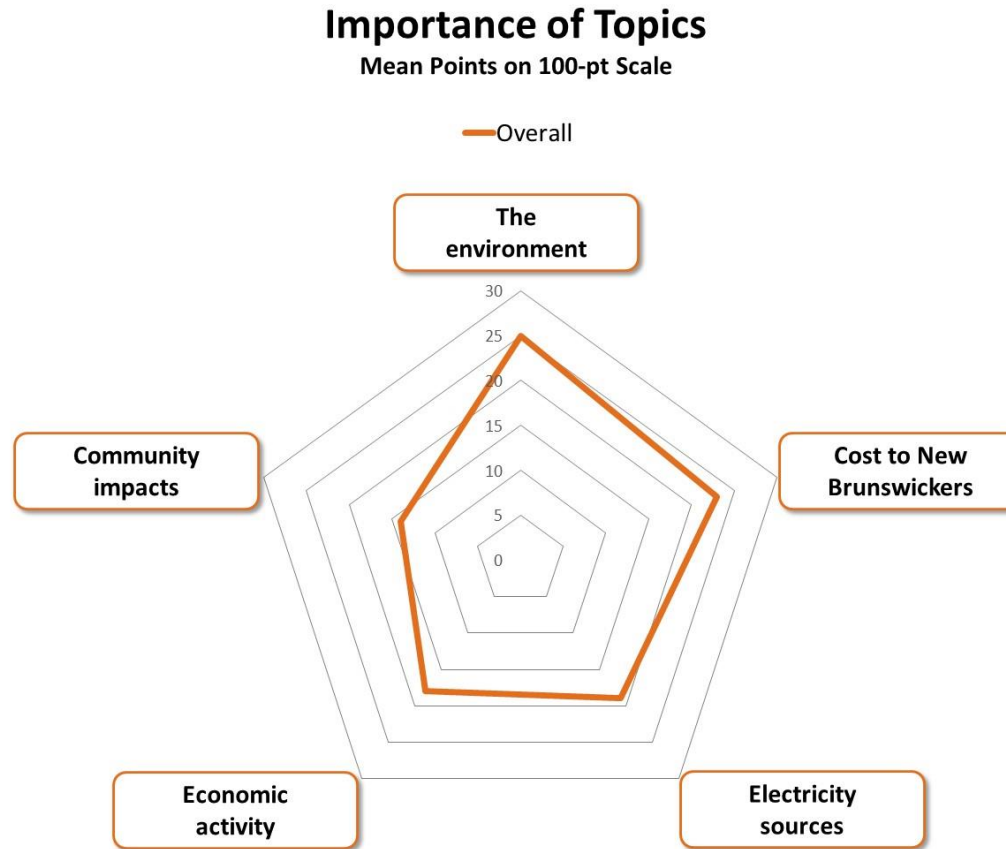 Importance of Topics
Mean Points on 100-pt Scale
Overall
The
environment
30
25
20
15
10
5
0
Community
impacts
Cost to New
Brunswickers
Economic
activity
Electricity
sources